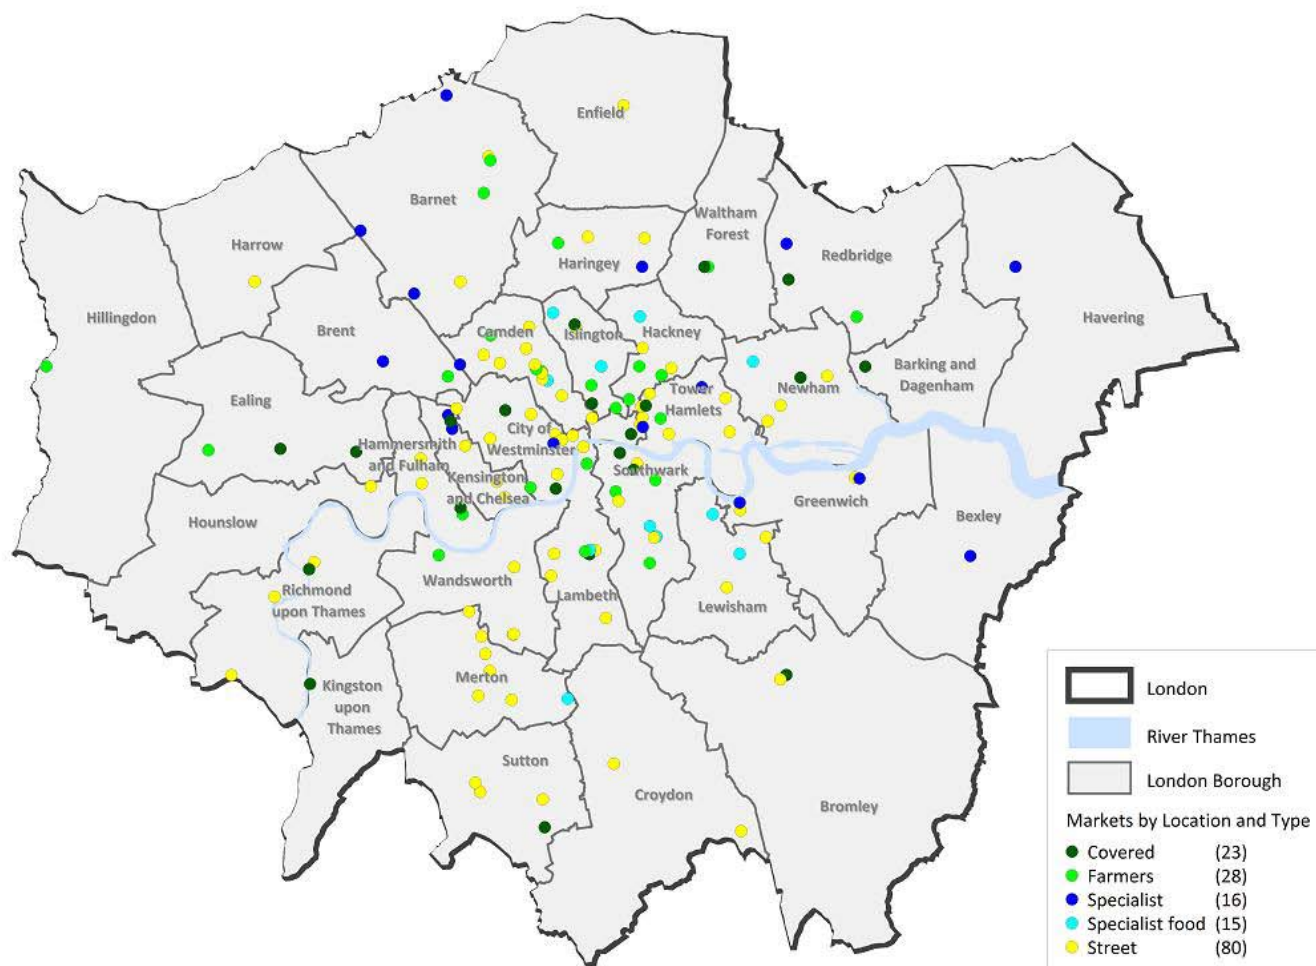 Enfield
Barnet
Waltham
Forest
Harrow
Haringey
Redbridge
Hillingdon
Brent
Camden
Islington
Hackney
Havering
Barking and
Dagenham
Newham
Tower
Hamlets
Ealing
City of
Westminster
Hammersmith
and Fulham
Kensington
and Chelsea
Southwark
Greenwich
Hounslow
Bexley
Richmond
upon Thames
Wandsworth
Lambeth
Lewisham
Merton
Kingston
upon
Thames
Sutton
Croydon
Bromley
London
River Thames
London Borough
Markets by Location and Type
Covered (23)
Farmers (28)
Specialist (16)
Specialist food (15)
Street (80)